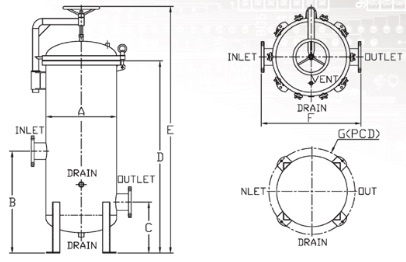 A
INLET
DRAIN
OUTLET
B
C
D
E
DRAIN
INLET
OUTLET
VENT
DRAIN
F
G(PCD)
NLET
OUT
DRAIN